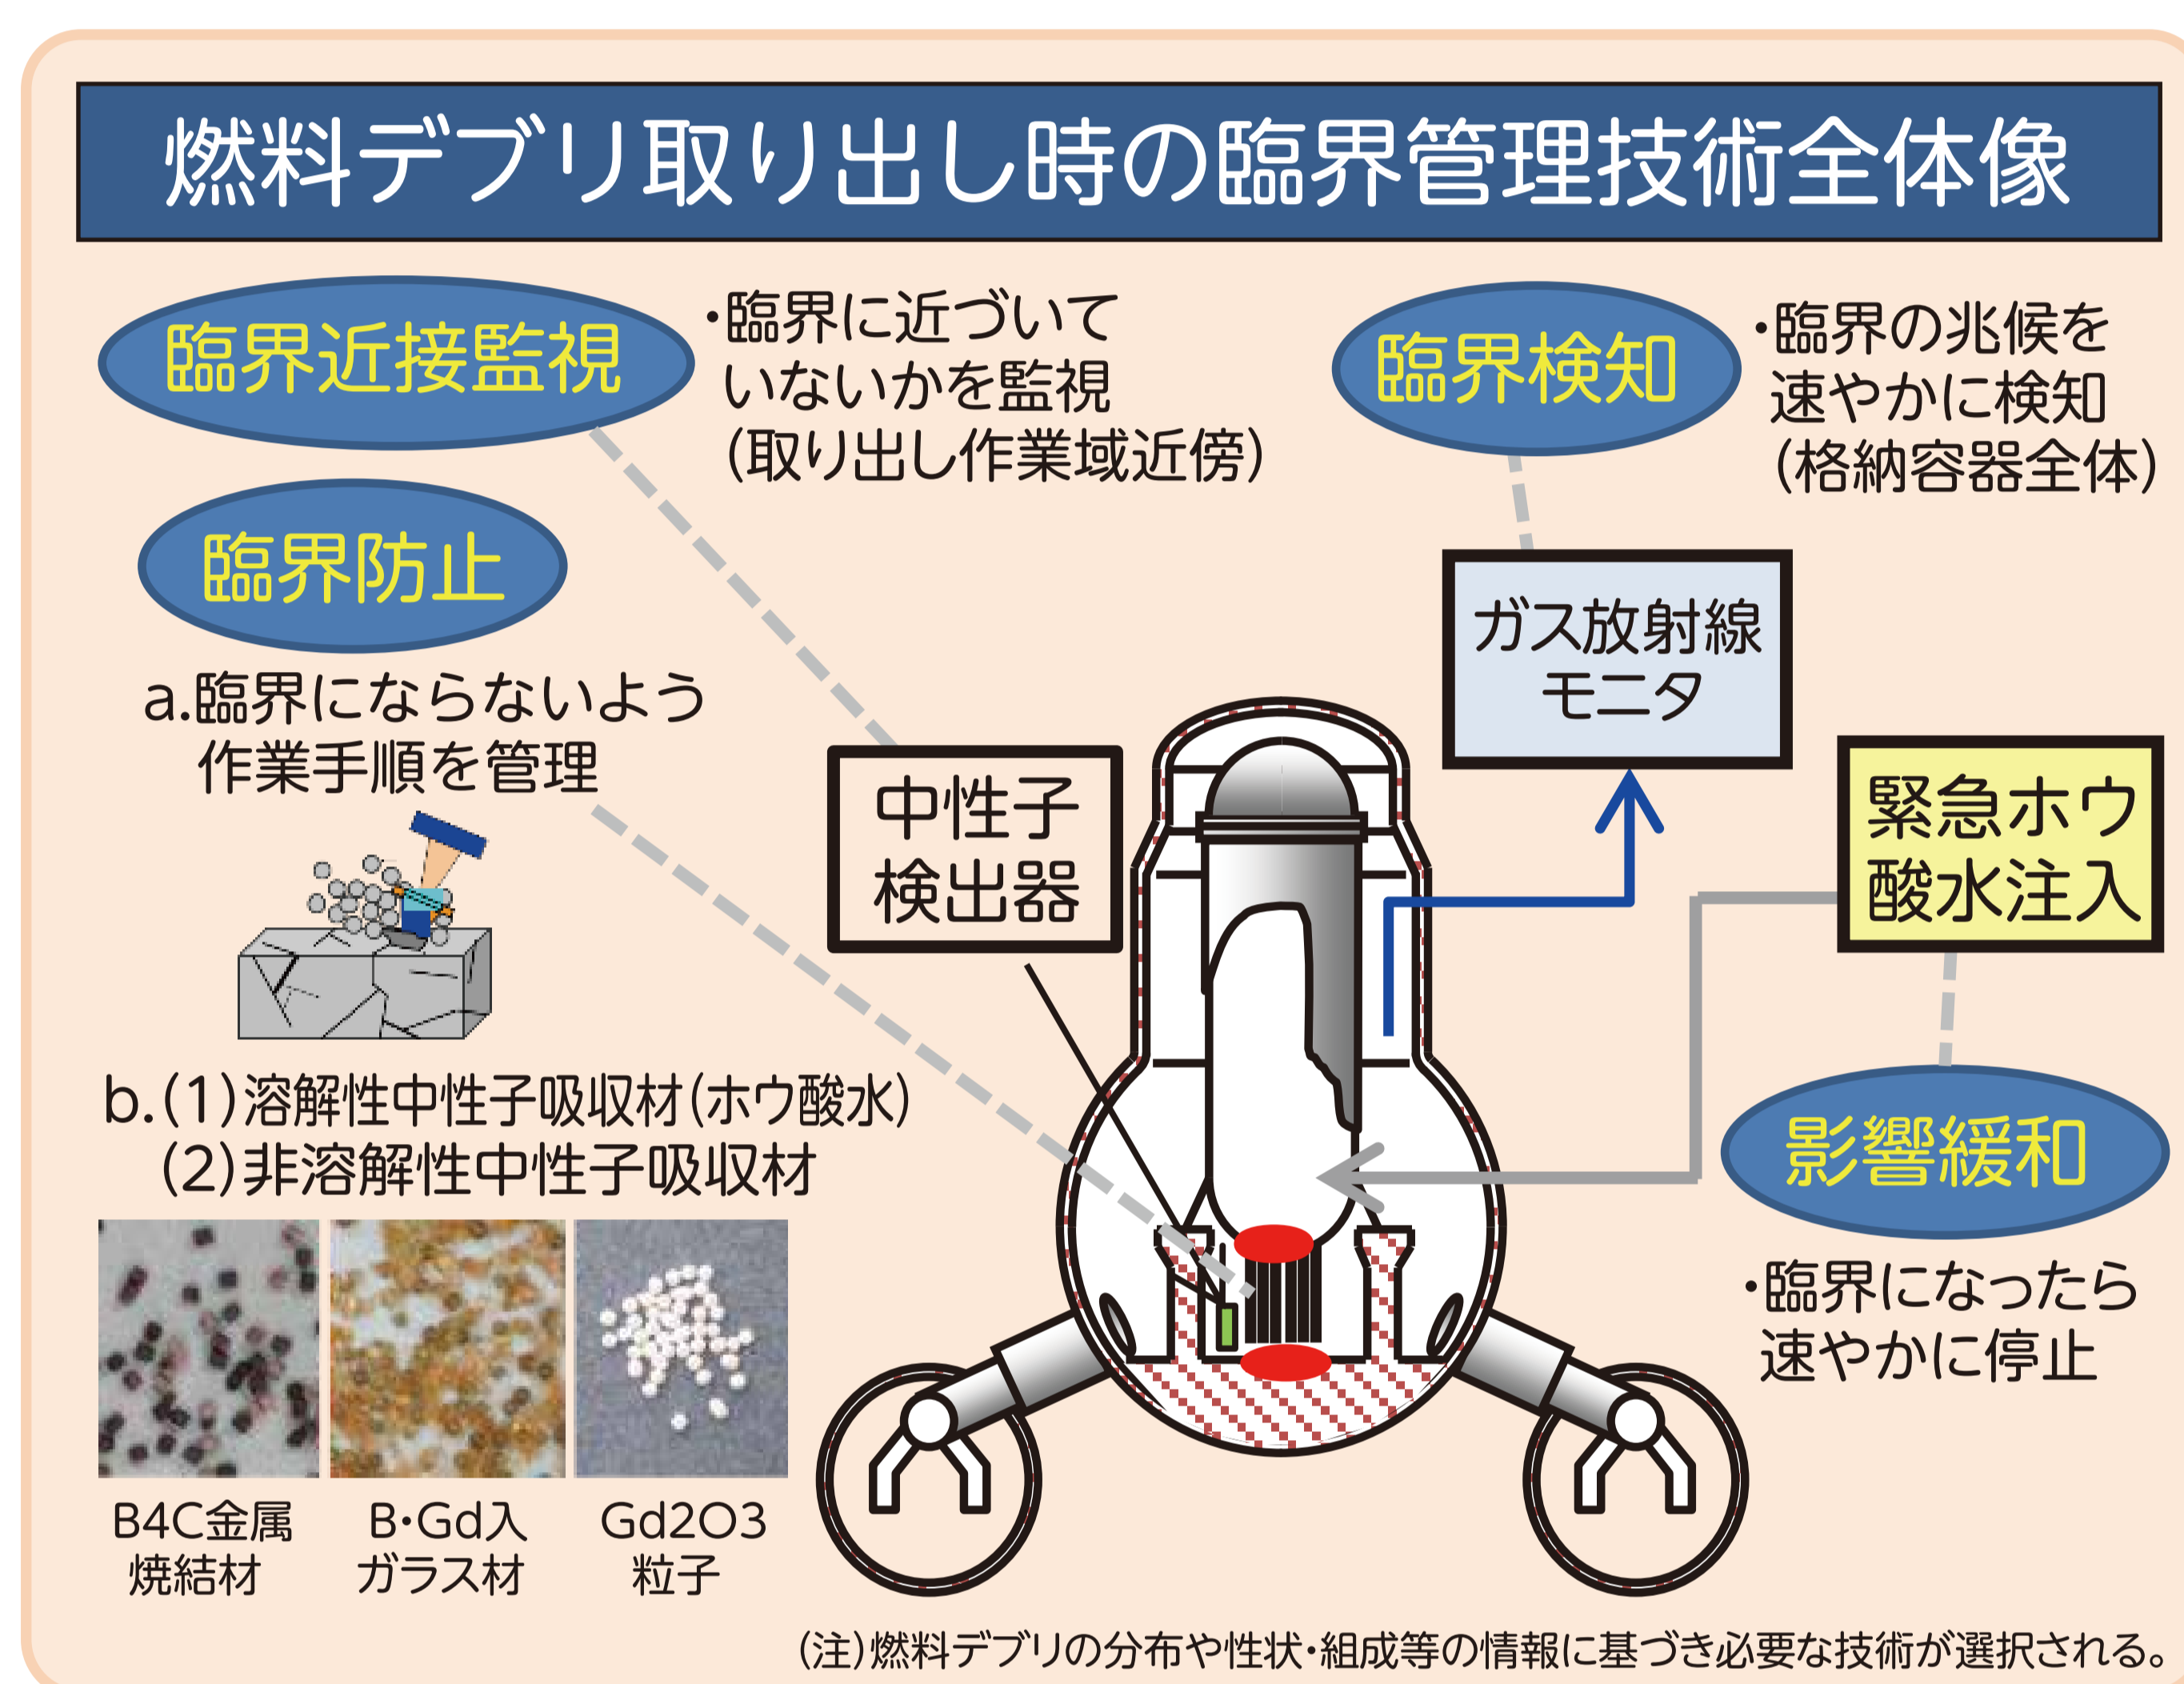 燃料デブリ取り出し時の臨界管理技術全体像
臨界近接監視
・臨界に近づいて
いないかを監視
(取り出し作業域近傍)
臨界検知
・臨界の兆候を
速やかに検知
(格納容器全体)
臨界防止
a.臨界にならないよう
作業手順を管理
ガス放射線
モニタ
中性子
検出器
緊急ホウ
酸水注入
b.(1)溶解性中性子吸収材(ホウ酸水)
(2)非溶解性中性子吸収材
影響緩和
・臨界になったら
速やかに停止
B4C金属
焼結材
B・Gd入
ガラス材
Gd2O3
粒子
(注)燃料デブリの分布や性状・組成等の情報に基づき必要な技術が選択される。